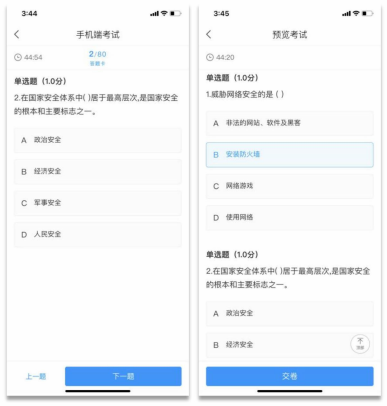 3:44
手机端考试
44:54
2/80
答题卡
单选题（1.0分）
2.在国家安全体系中( )居于最高层次,是国家安全
的根本和主要标志之一。
A 政治安全
B 经济安全
C 军事安全
D 人民安全
上一题
下一题
3:45
预览考试
44:20
单选题（1.0分）
1.威胁网络安全的是 ( )
A 非法的网站、软件及黑客
B 安装防火墙
C 网络游戏
D 使用网络
单选题（1.0分）
2.在国家安全体系中( )居于最高层次,是国家安全
的根本和主要标志之一。
A 政治安全
B 经济安全
顶部
交卷